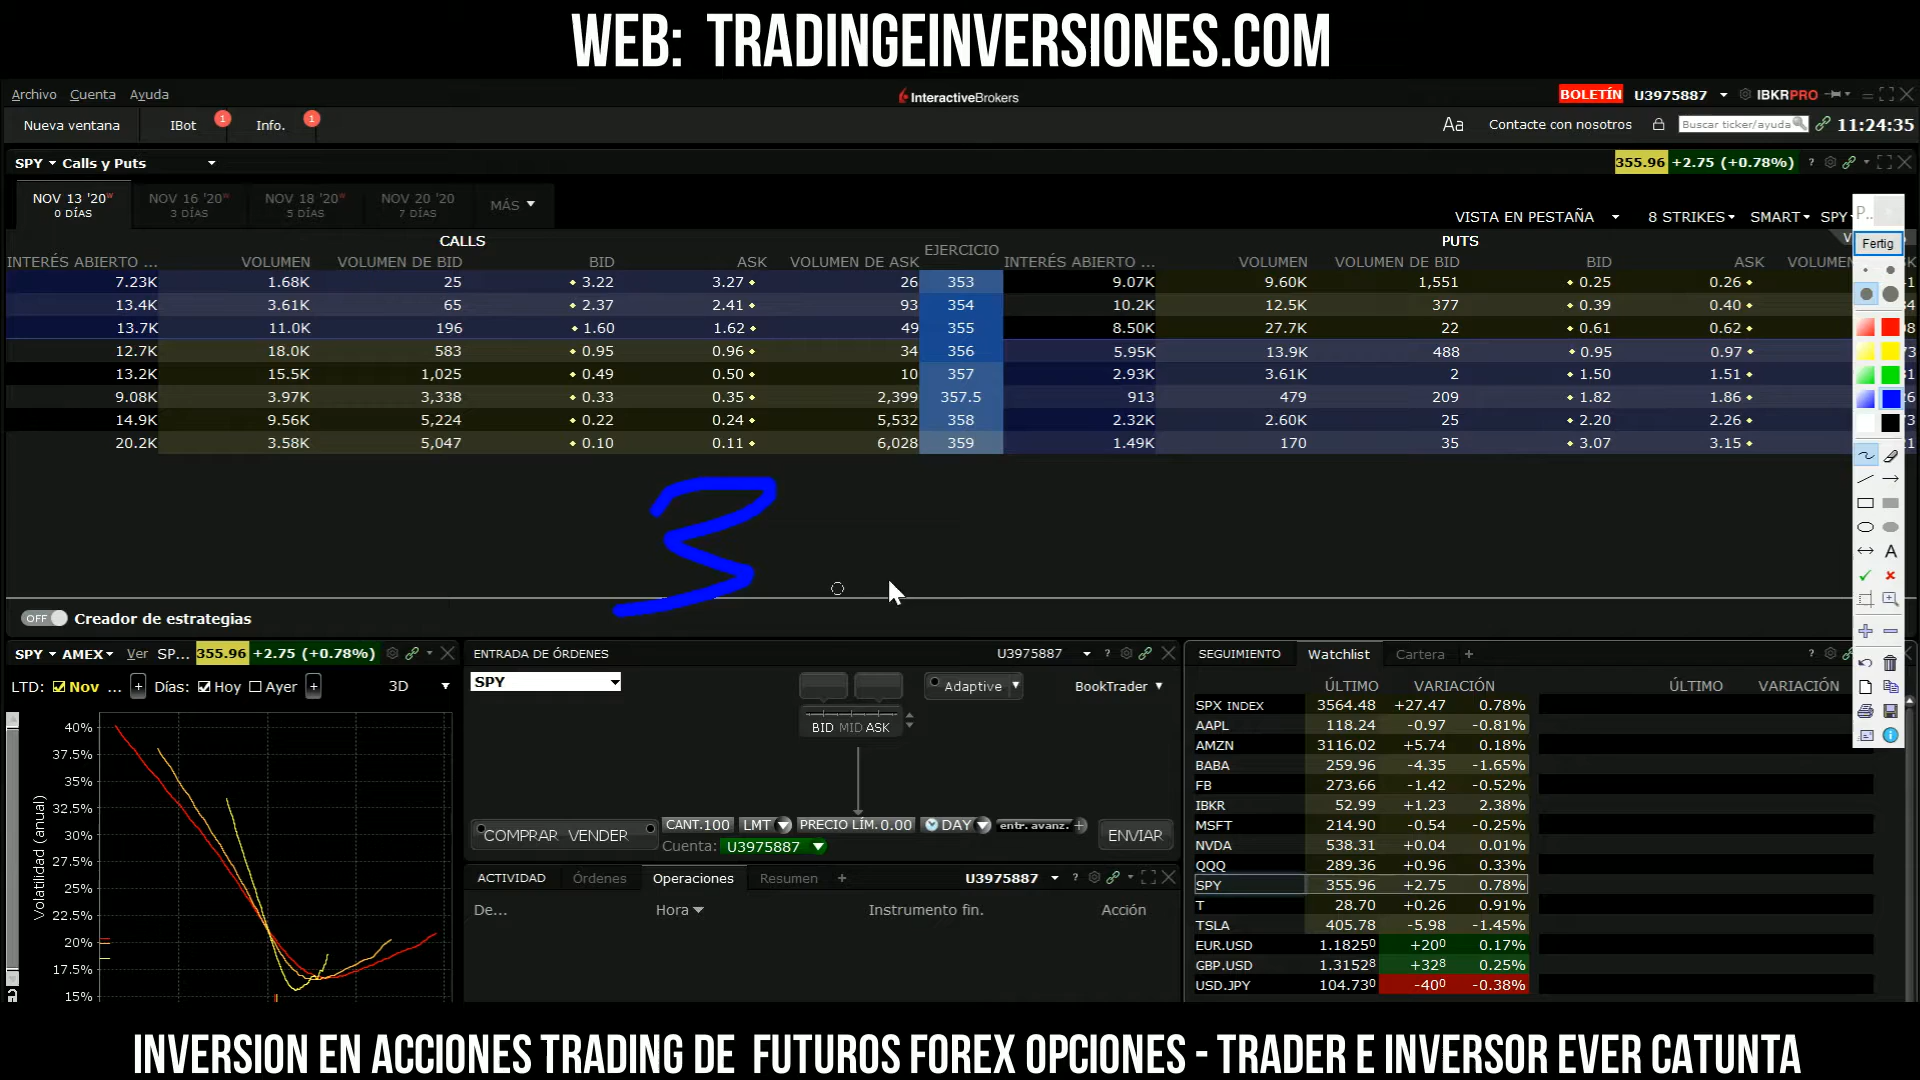 WEB: TRADINGEINVERSIONES.COM
Archivo Cuenta Ayuda InteractiveBrokers BOLETÍN U3975887 IBKRPRO
Nueva ventana IBot 1 Info. 1 Aa Contacte con nosotros Buscar ticker/ayuda 11:24:35
SPY Calls y Puts 355.96 +2.75 (+0.78%) ?
NOV 13 '20W NOV 16 '20W NOV 18 '20W NOV 20 '20 MÁS
0 DÍAS 3 DÍAS 5 DÍAS 7 DÍAS
VISTA EN PESTAÑA 8 STRIKES SMART SPY P...
CALLS EJERCICIO PUTS Fertig
INTERÉS ABIERTO ... VOLUMEN VOLUMEN DE BID BID ASK VOLUMEN DE ASK INTERÉS ABIERTO ... VOLUMEN VOLUMEN DE BID BID ASK VOLUMEN
7.23K 1.68K 25 3.22 3.27 26 353 9.07K 9.60K 1,551 0.25 0.26
13.4K 3.61K 65 2.37 2.41 93 354 10.2K 12.5K 377 0.39 0.40
13.7K 11.0K 196 1.60 1.62 49 355 8.50K 27.7K 22 0.61 0.62
12.7K 18.0K 583 0.95 0.96 34 356 5.95K 13.9K 488 0.95 0.97
13.2K 15.5K 1,025 0.49 0.50 10 357 2.93K 3.61K 2 1.50 1.51
9.08K 3.97K 3,338 0.33 0.35 2,399 357.5 913 479 209 1.82 1.86
14.9K 9.56K 5,224 0.22 0.24 5,532 358 2.32K 2.60K 25 2.20 2.26
20.2K 3.58K 5,047 0.10 0.11 6,028 359 1.49K 170 35 3.07 3.15
3
A
OFF Creador de estrategias
SPY AMEX Ver SP... 355.96 +2.75 (+0.78%)
LTD: Nov ... + Días: Hoy Ayer + 3D
Volatilidad (anual)
40%
37.5%
35%
32.5%
30%
27.5%
25%
22.5%
20%
17.5%
15%
ENTRADA DE ÓRDENES U3975887 ?
SPY Adaptive BookTrader
BID MID ASK
COMPRAR VENDER CANT.100 LMT PRECIO LÍM. 0.00 DAY entr. avanz. + ENVIAR
Cuenta: U3975887
ACTIVIDAD Órdenes Operaciones Resumen + U3975887 ?
De... Hora Instrumento fin. Acción
SEGUIMIENTO Watchlist Cartera + ?
ÚLTIMO VARIACIÓN ÚLTIMO VARIACIÓN
SPX INDEX 3564.48 +27.47 0.78%
AAPL 118.24 -0.97 -0.81%
AMZN 3116.02 +5.74 0.18%
BABA 259.96 -4.35 -1.65%
FB 273.66 -1.42 -0.52%
IBKR 52.99 +1.23 2.38%
MSFT 214.90 -0.54 -0.25%
NVDA 538.31 +0.04 0.01%
QQQ 289.36 +0.96 0.33%
SPY 355.96 +2.75 0.78%
T 28.70 +0.26 0.91%
TSLA 405.78 -5.98 -1.45%
EUR.USD 1.1825⁰ +20⁰ 0.17%
GBP.USD 1.3152⁸ +32⁸ 0.25%
USD.JPY 104.73⁰ -40⁰ -0.38%
INVERSION EN ACCIONES TRADING DE FUTUROS FOREX OPCIONES - TRADER E INVERSOR EVER CATUNTA